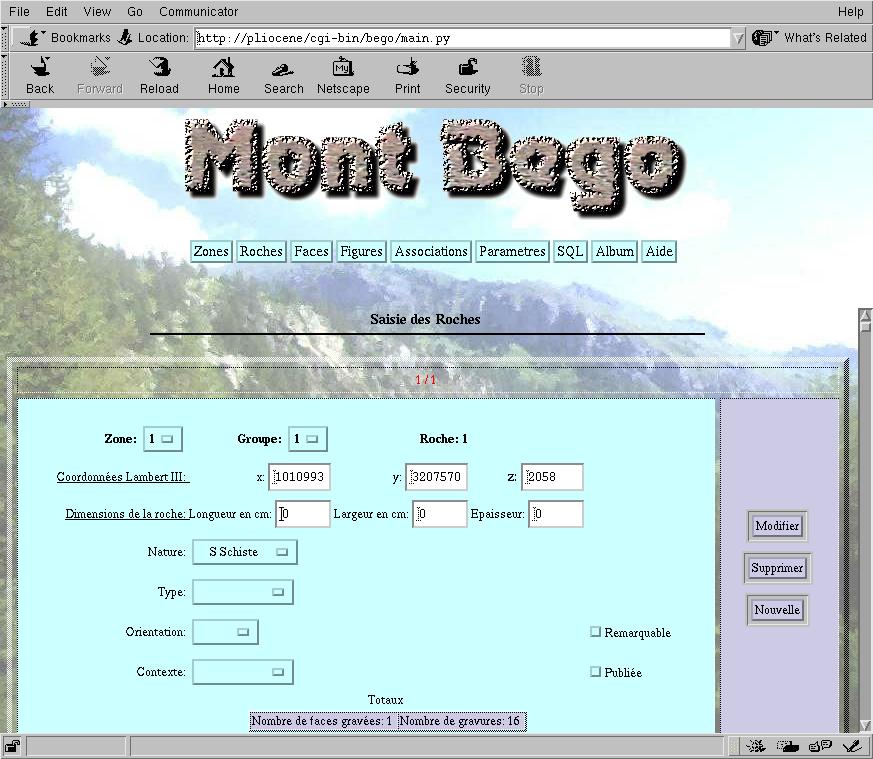 File Edit View Go Communicator Help
Bookmarks Location: http://pliocene/cgi-bin/bego/main.py What's Related
Back Forward Reload Home Search Netscape Print Security Stop
My
Mont Bego
Zones Roches Faces Figures Associations Parametres SQL Album Aide
Saisie des Roches
1 / 1
Zone: 1 Groupe: 1 Roche: 1
Coordonnées Lambert III: x: 1010993 y: 3207570 z: 2058
Dimensions de la roche: Longueur en cm: 0 Largeur en cm: 0 Epaisseur: 0
Modifier
Nature: S Schiste
Supprimer
Type:
Nouvelle
Orientation: Remarquable
Contexte: Publiée
Totaux
Nombre de faces gravées: 1 Nombre de gravures: 16